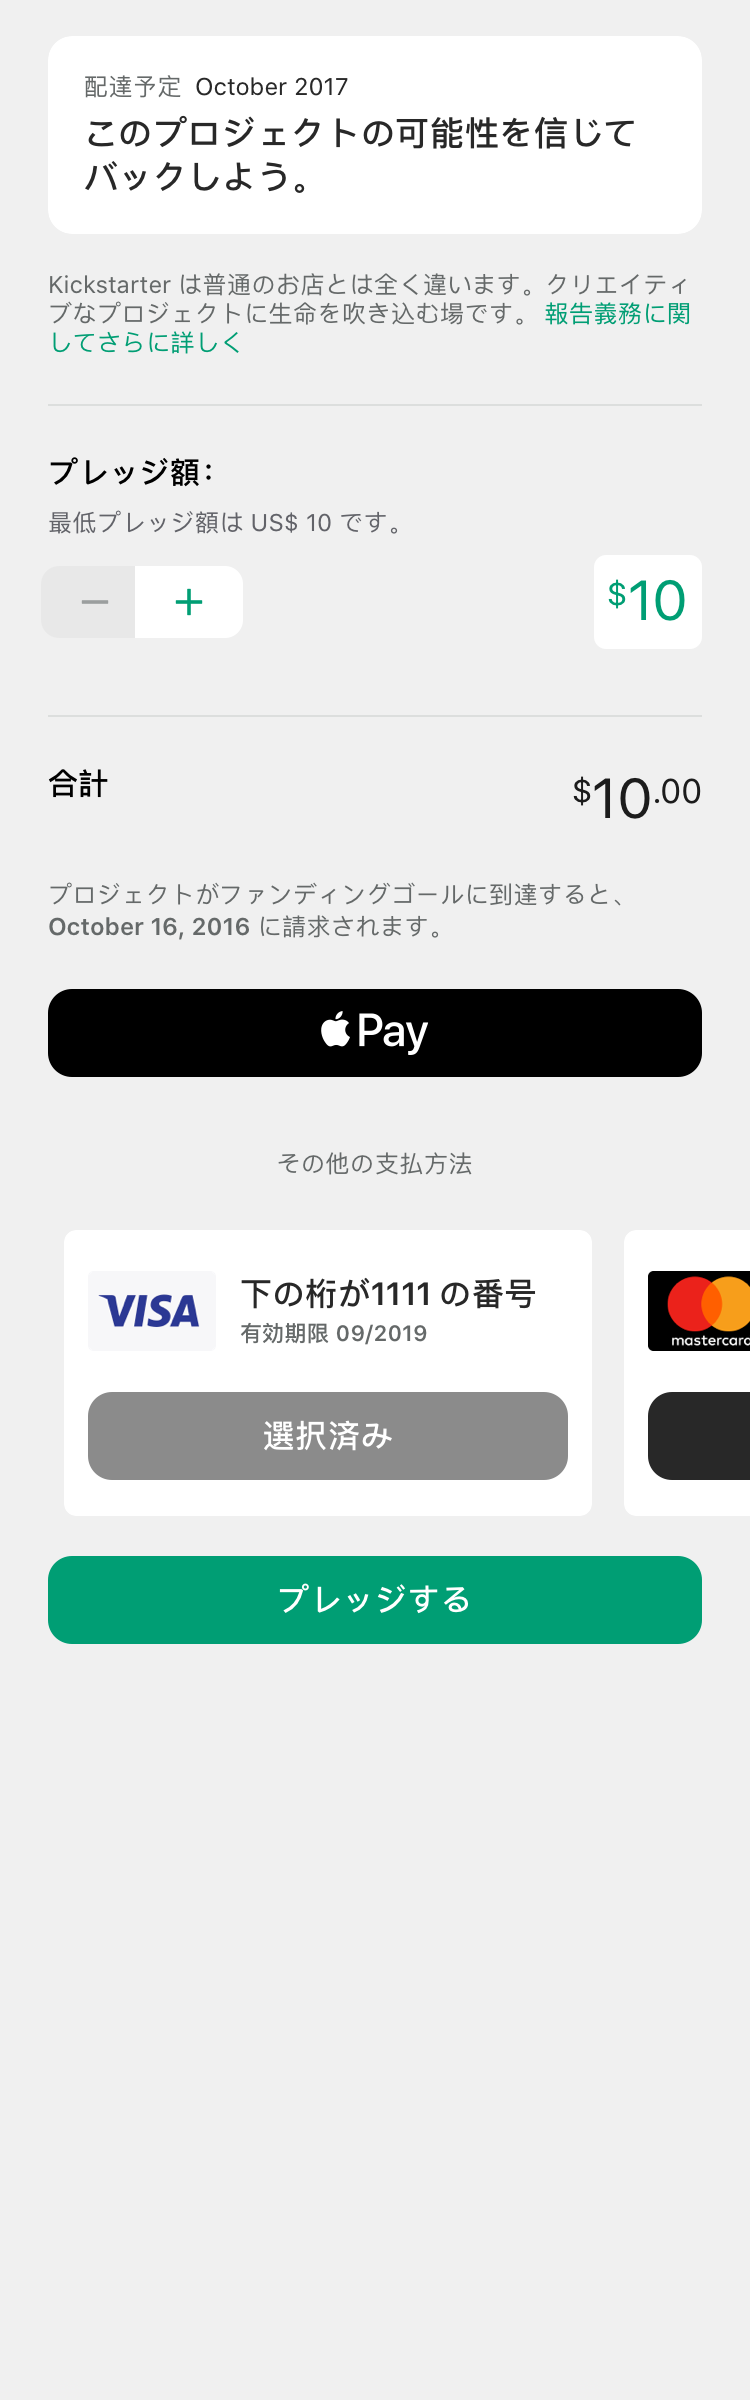 配達予定 October 2017
このプロジェクトの可能性を信じて
バックしよう。
Kickstarter は普通のお店とは全く違います。クリエイティ
ブなプロジェクトに生命を吹き込む場です。 報告義務に関
してさらに詳しく
プレッジ額:
最低プレッジ額は US$ 10 です。
− +
$10
合計
$10.00
プロジェクトがファンディングゴールに到達すると、
October 16, 2016 に請求されます。
Pay
その他の支払方法
VISA
下の桁が1111 の番号
有効期限 09/2019
選択済み
mastercard
プレッジする